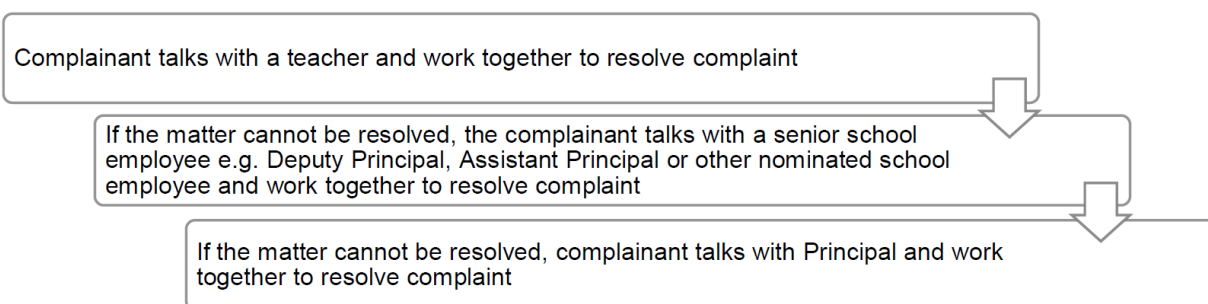 Complainant talks with a teacher and work together to resolve complaint
If the matter cannot be resolved, the complainant talks with a senior school
employee e.g. Deputy Principal, Assistant Principal or other nominated school
employee and work together to resolve complaint
If the matter cannot be resolved, complainant talks with Principal and work
together to resolve complaint